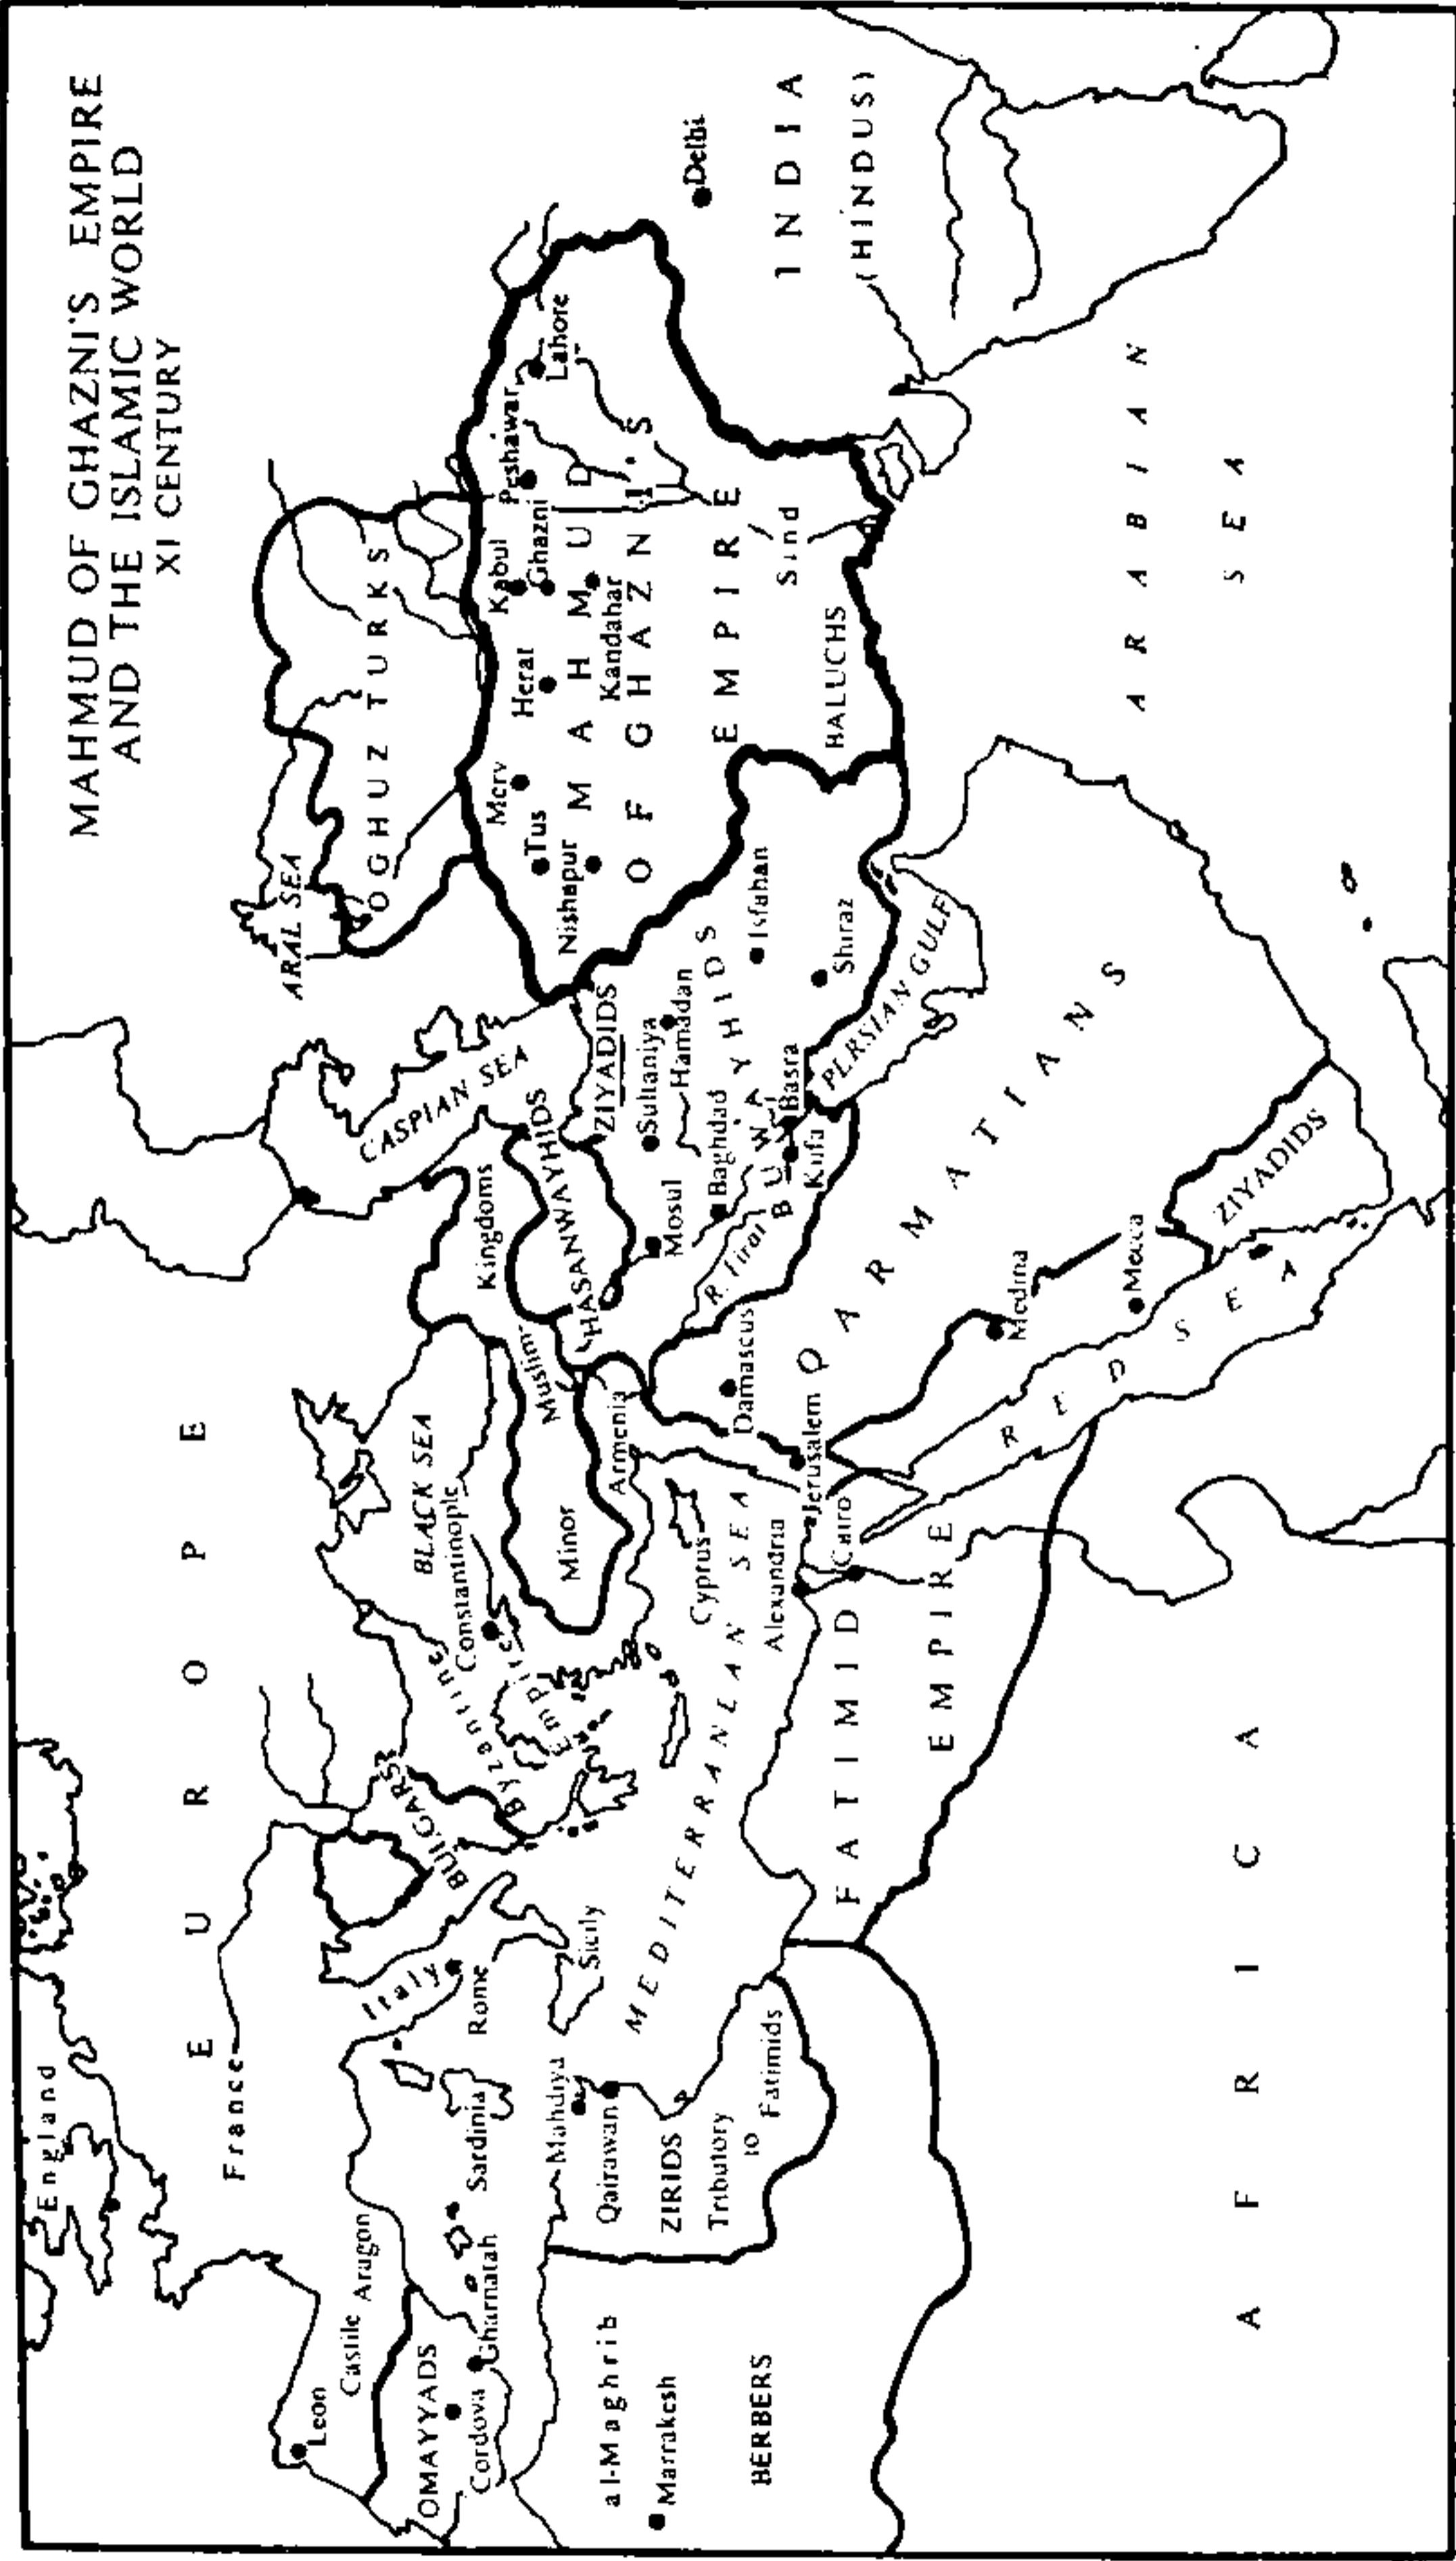 MAHMUD OF GHAZNI'S EMPIRE
AND THE ISLAMIC WORLD
XI CENTURY
England
EUROPE
France
Leon
Castile
Aragon
OMAYYADS
Cordova
Gharnatah
Sardinia
Italy
Rome
Sicily
BULGARS
Byzantine
Empire
Constantinople
BLACK SEA
Minor
Armenia
Muslim
Kingdoms
HASANWAYHIDS
CASPIAN SEA
ARAL SEA
OGHUZ TURKS
ZIYADIDS
Sultaniya
Hamadan
Mosul
Baghdad
BUWAYHIDS
Isfahan
Shiraz
Basra
Kufa
PERSIAN GULF
Nishapur
Tus
Merv
Herat
Kabul
Ghazni
Kandahar
Peshawar
Lahore
MAHMUD
OF GHAZNI'S
EMPIRE
Sind
HALUCHS
Delhi
INDIA
(HINDUS)
ARABIAN
SEA
al-Maghrib
Marrakesh
BERBERS
Mahdiya
Qairawan
ZIRIDS
Tributory
to
Fatimids
MEDITERRANEAN SEA
Cyprus
Alexandria
Cairo
Jerusalem
Damascus
FATIMID
EMPIRE
QARMATIANS
Medina
Mecca
RED SEA
ZIYADIDS
AFRICA